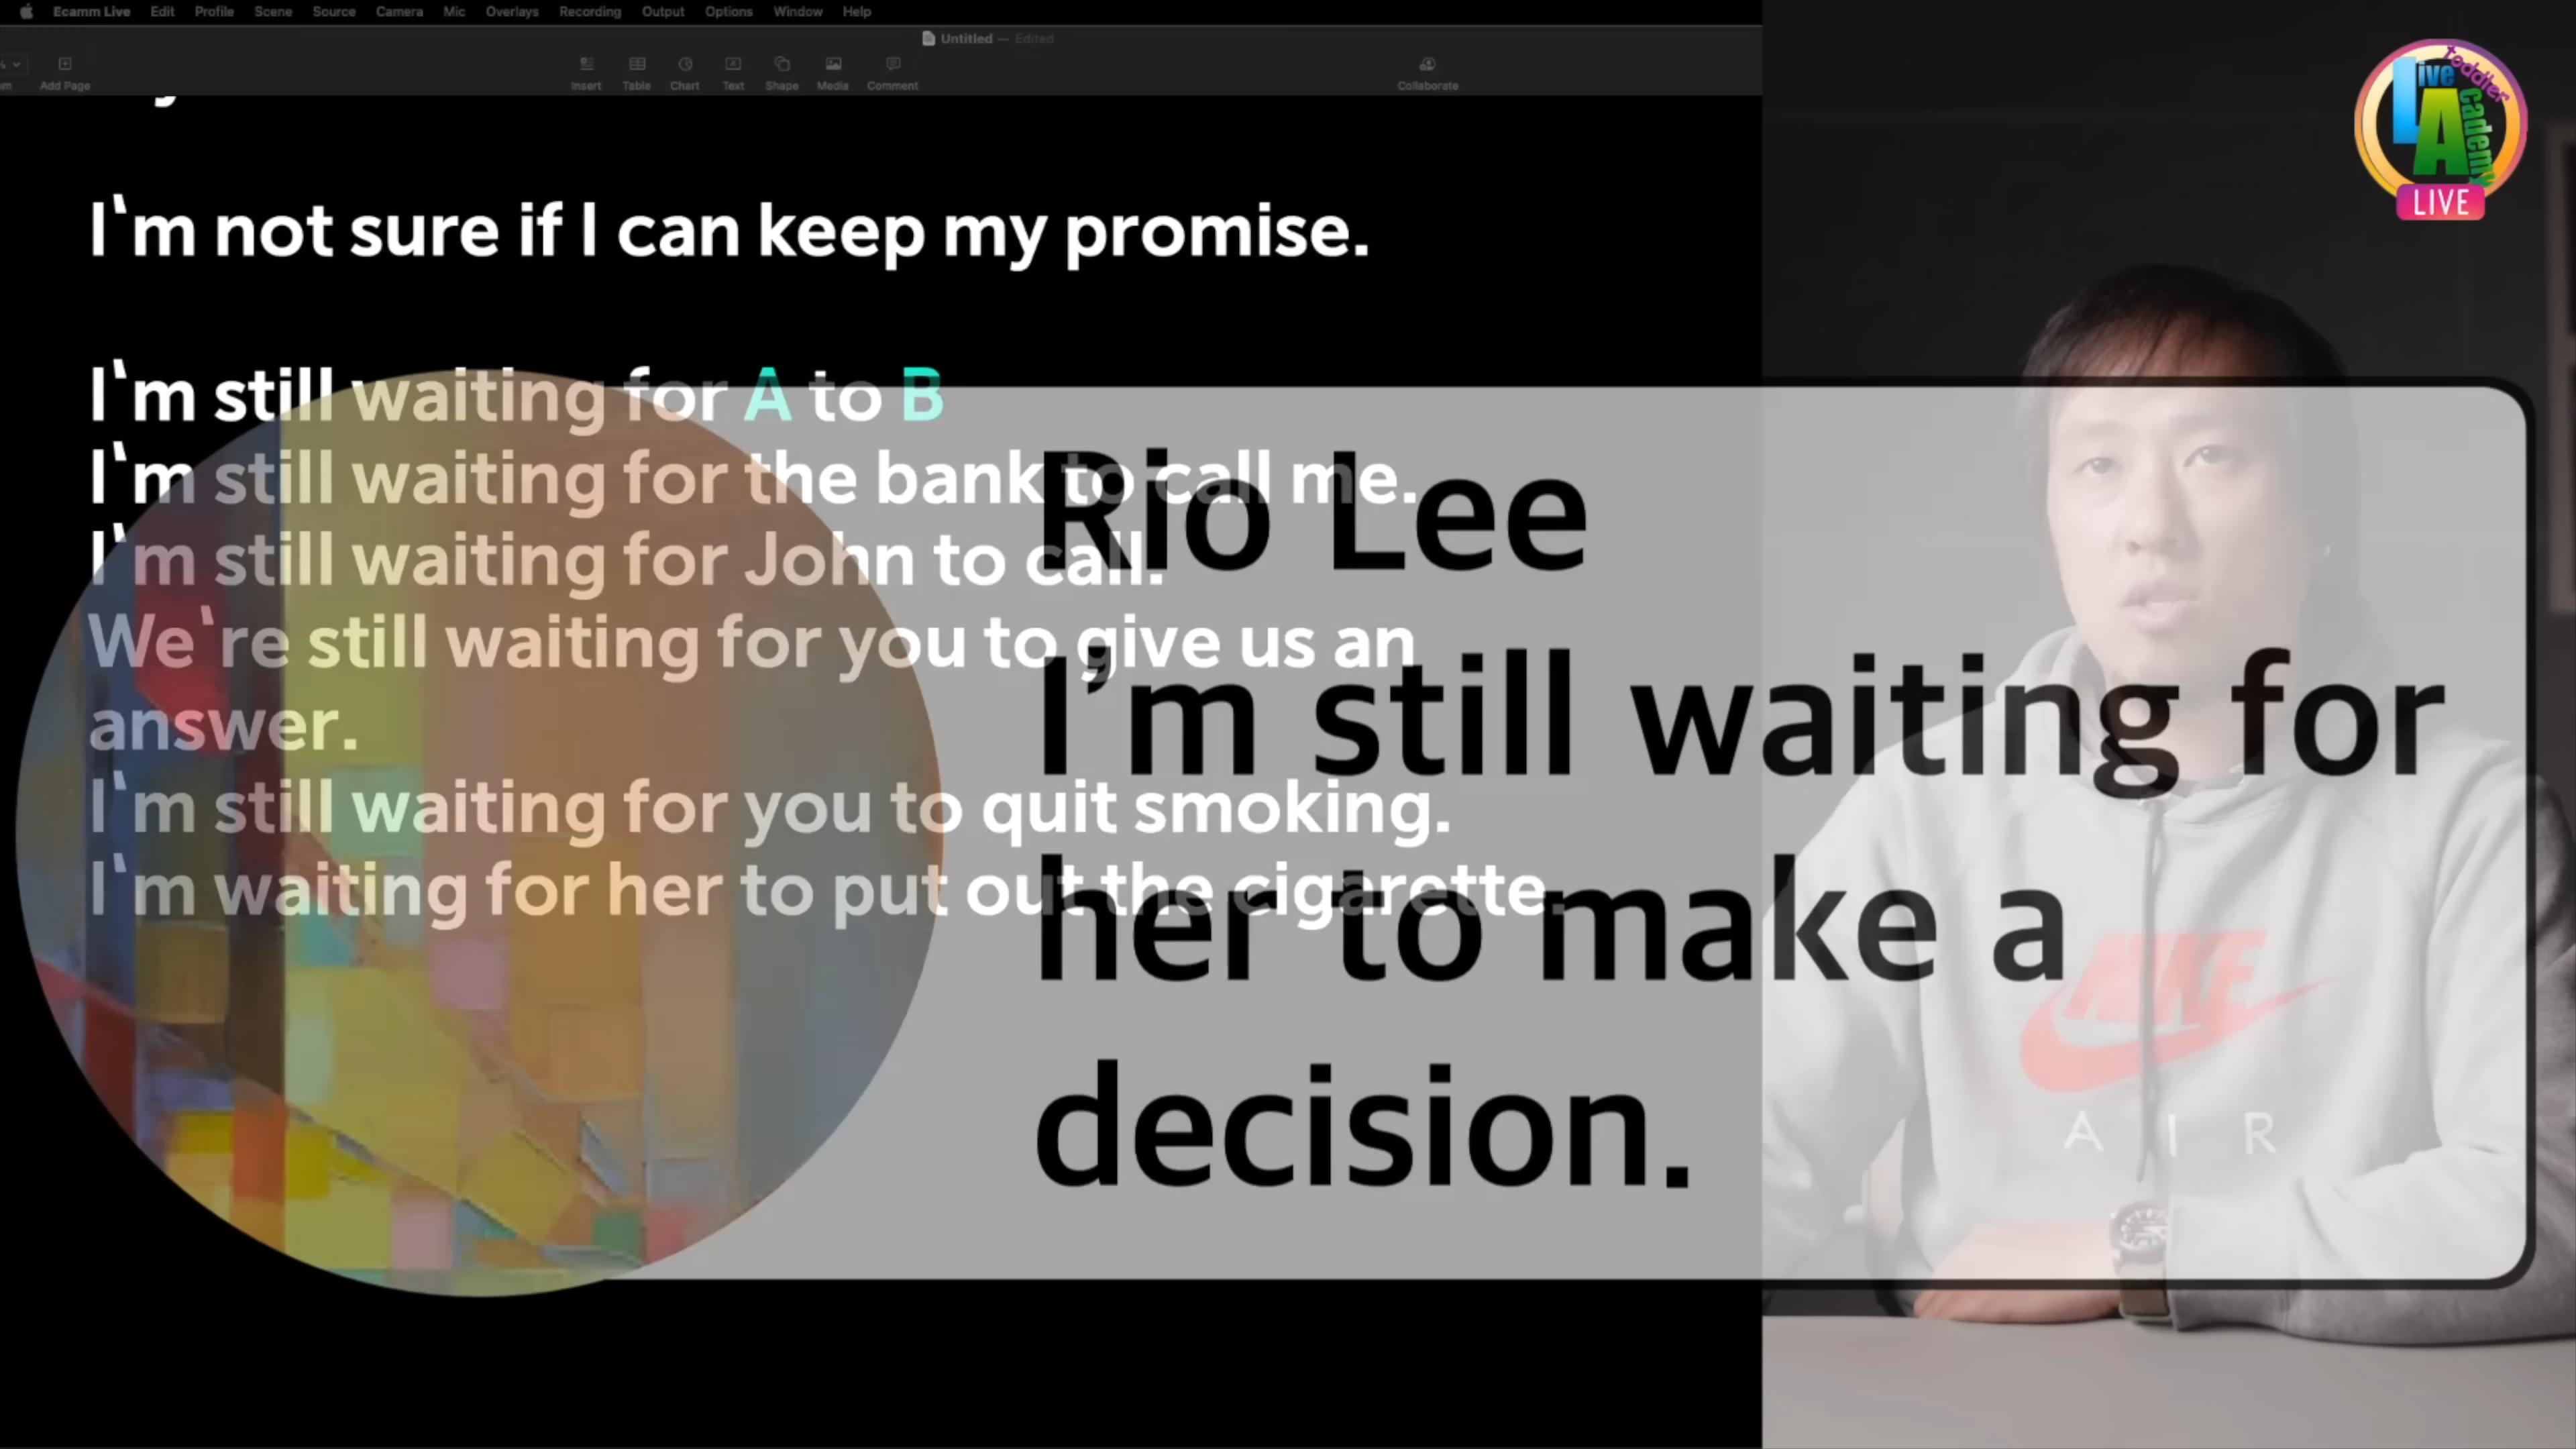 Ecamm Live Edit Profile Scene Source Camera Mic Overlays Recording Output Options Window Help
Untitled — Edited
Add Page Insert Table Chart Text Shape Media Comment Collaborate
Live Toddler Academy
LIVE
I'm not sure if I can keep my promise.
I'm still waiting for A to B
I'm still waiting for the bank to call me.
I'm still waiting for John to call.
We're still waiting for you to give us an
answer.
I'm still waiting for you to quit smoking.
I'm waiting for her to put out the cigarette.
Rio Lee
I'm still waiting for
her to make a
decision.
NIKE
AIR